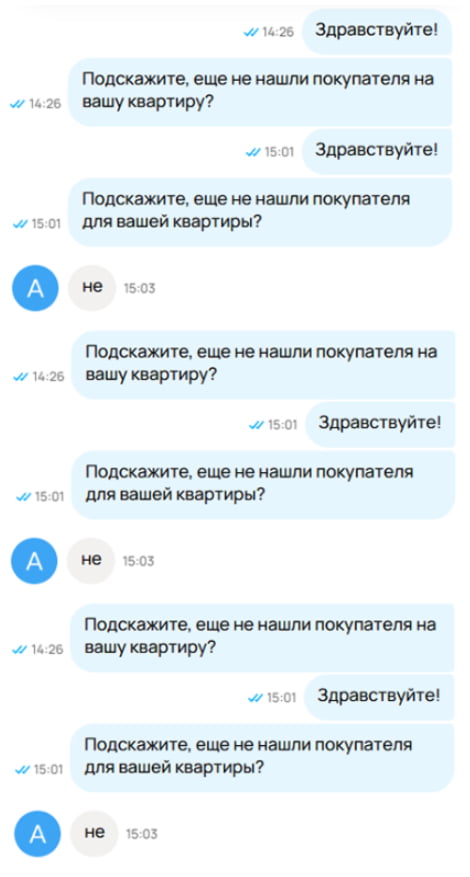 14:26 Здравствуйте!
Подскажите, еще не нашли покупателя на
14:26 вашу квартиру?
15:01 Здравствуйте!
Подскажите, еще не нашли покупателя
15:01 для вашей квартиры?
А не 15:03
Подскажите, еще не нашли покупателя на
14:26 вашу квартиру?
15:01 Здравствуйте!
Подскажите, еще не нашли покупателя
15:01 для вашей квартиры?
А не 15:03
Подскажите, еще не нашли покупателя на
14:26 вашу квартиру?
15:01 Здравствуйте!
Подскажите, еще не нашли покупателя
15:01 для вашей квартиры?
А не 15:03